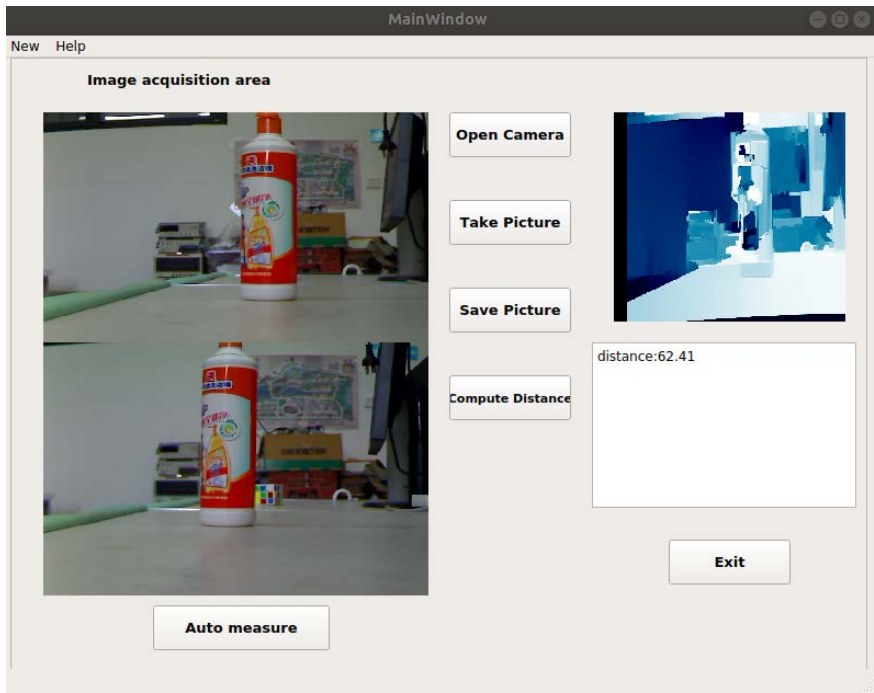 MainWindow
New Help
Image acquisition area
Open Camera
Take Picture
Save Picture
Compute Distance
distance:62.41
Exit
Auto measure